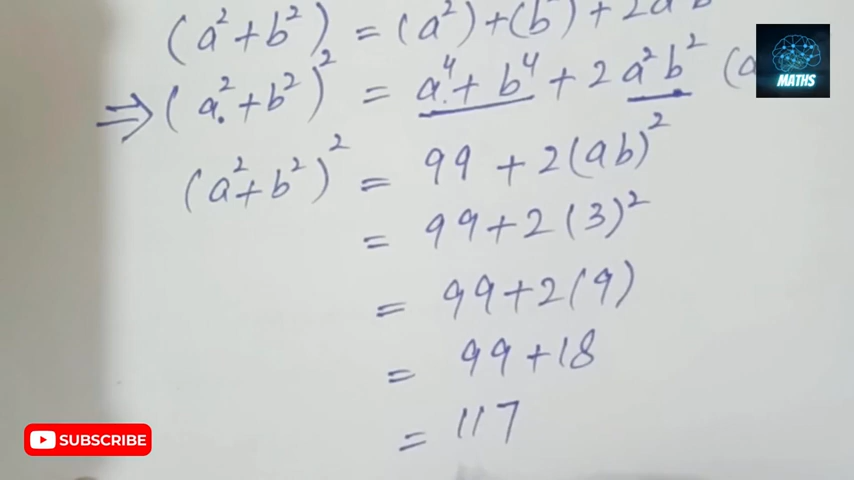 (a²+b²) = (a²)+(b²)+2a²b²
⇒ (a²+b²)² = a⁴+b⁴+2a²b² (a
(a²+b²)² = 99+2(ab)²
= 99+2(3)²
= 99+2(9)
= 99+18
= 117
MATHS
SUBSCRIBE